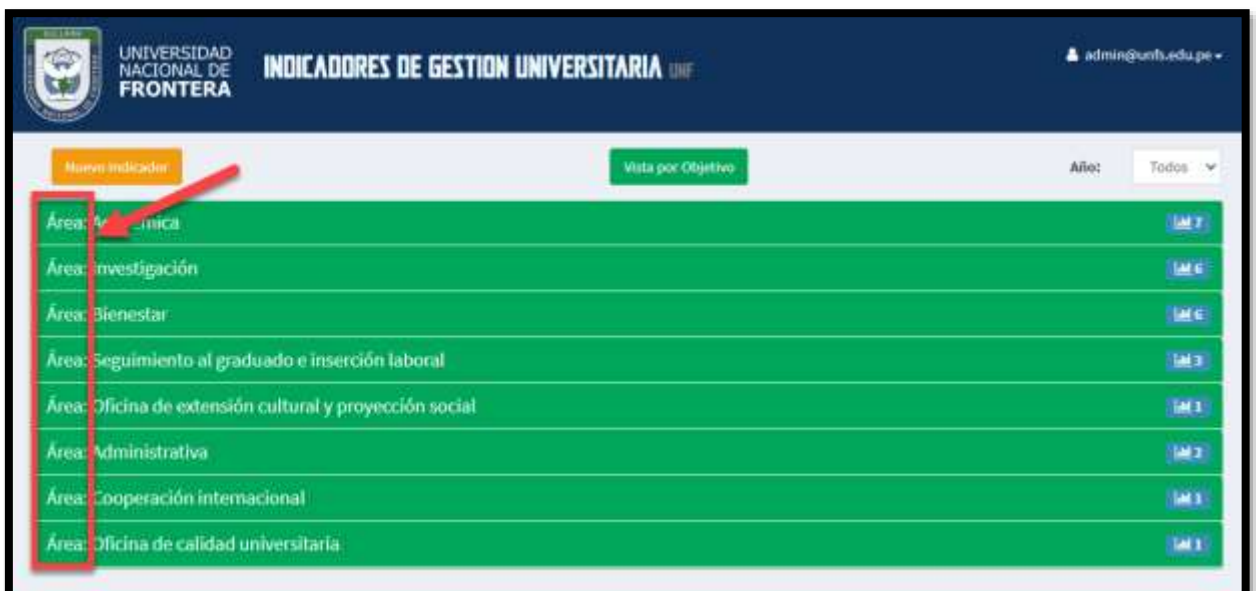 UNIVERSIDAD
NACIONAL DE
FRONTERA
INDICADORES DE GESTION UNIVERSITARIA UNF
admin@unfs.edu.pe
Nuevo Indicador
Vista por Objetivo
Año: Todos
Área: Académica 7
Área: Investigación 6
Área: Bienestar 6
Área: Seguimiento al graduado e inserción laboral 3
Área: Oficina de extensión cultural y proyección social 1
Área: Administrativa 2
Área: Cooperación internacional 1
Área: Oficina de calidad universitaria 1